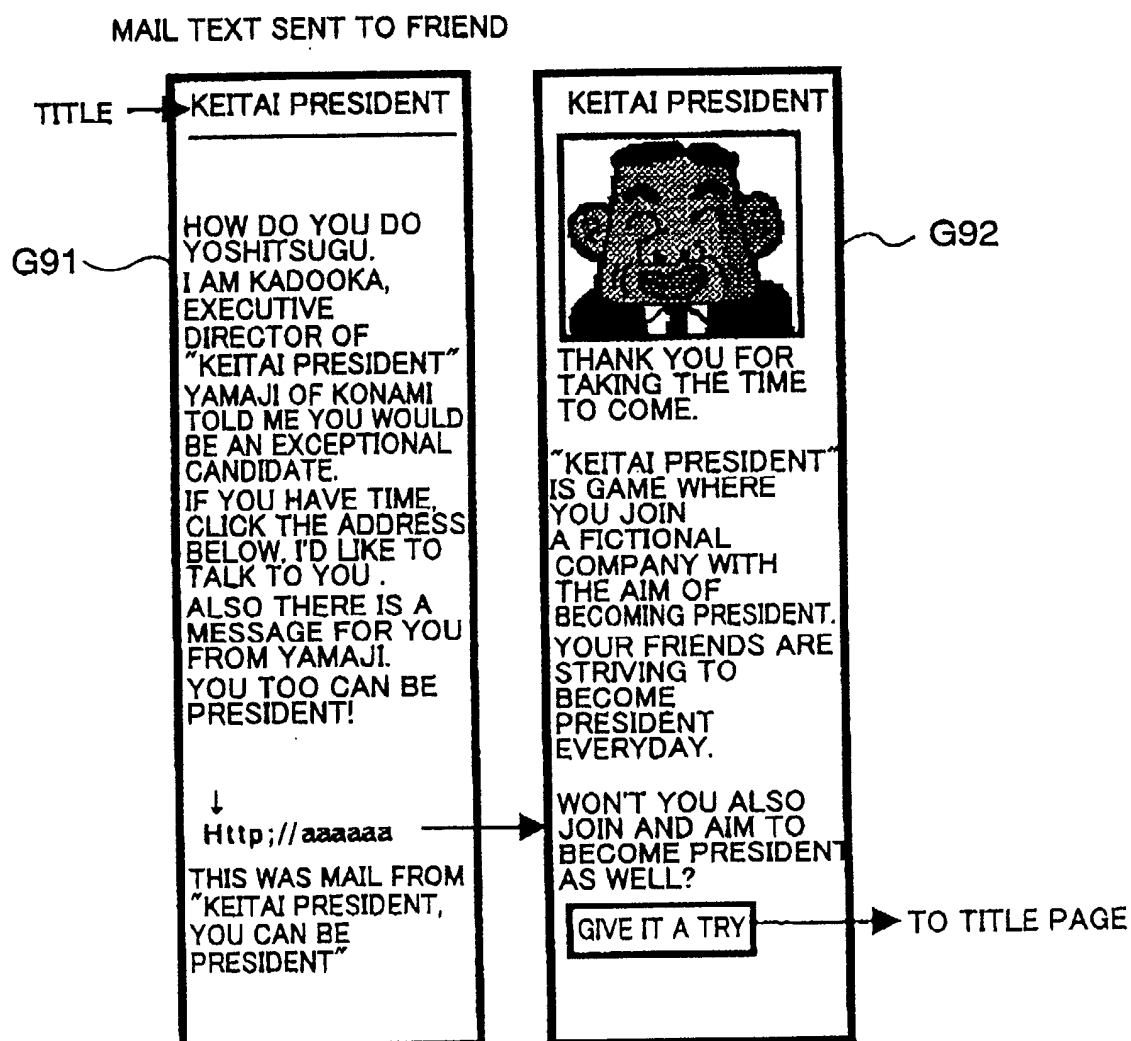 MAIL TEXT SENT TO FRIEND
TITLE
KEITAI PRESIDENT
G91
HOW DO YOU DO
YOSHITSUGU.
I AM KADOOKA,
EXECUTIVE
DIRECTOR OF
"KEITAI PRESIDENT"
YAMAJI OF KONAMI
TOLD ME YOU WOULD
BE AN EXCEPTIONAL
CANDIDATE.
IF YOU HAVE TIME,
CLICK THE ADDRESS
BELOW, I'D LIKE TO
TALK TO YOU .
ALSO THERE IS A
MESSAGE FOR YOU
FROM YAMAJI.
YOU TOO CAN BE
PRESIDENT!
↓
Http;//aaaaaa
THIS WAS MAIL FROM
"KEITAI PRESIDENT,
YOU CAN BE
PRESIDENT"
KEITAI PRESIDENT
G92
THANK YOU FOR
TAKING THE TIME
TO COME.
"KEITAI PRESIDENT"
IS GAME WHERE
YOU JOIN
A FICTIONAL
COMPANY WITH
THE AIM OF
BECOMING PRESIDENT.
YOUR FRIENDS ARE
STRIVING TO
BECOME
PRESIDENT
EVERYDAY.
WON'T YOU ALSO
JOIN AND AIM TO
BECOME PRESIDENT
AS WELL?
GIVE IT A TRY
TO TITLE PAGE